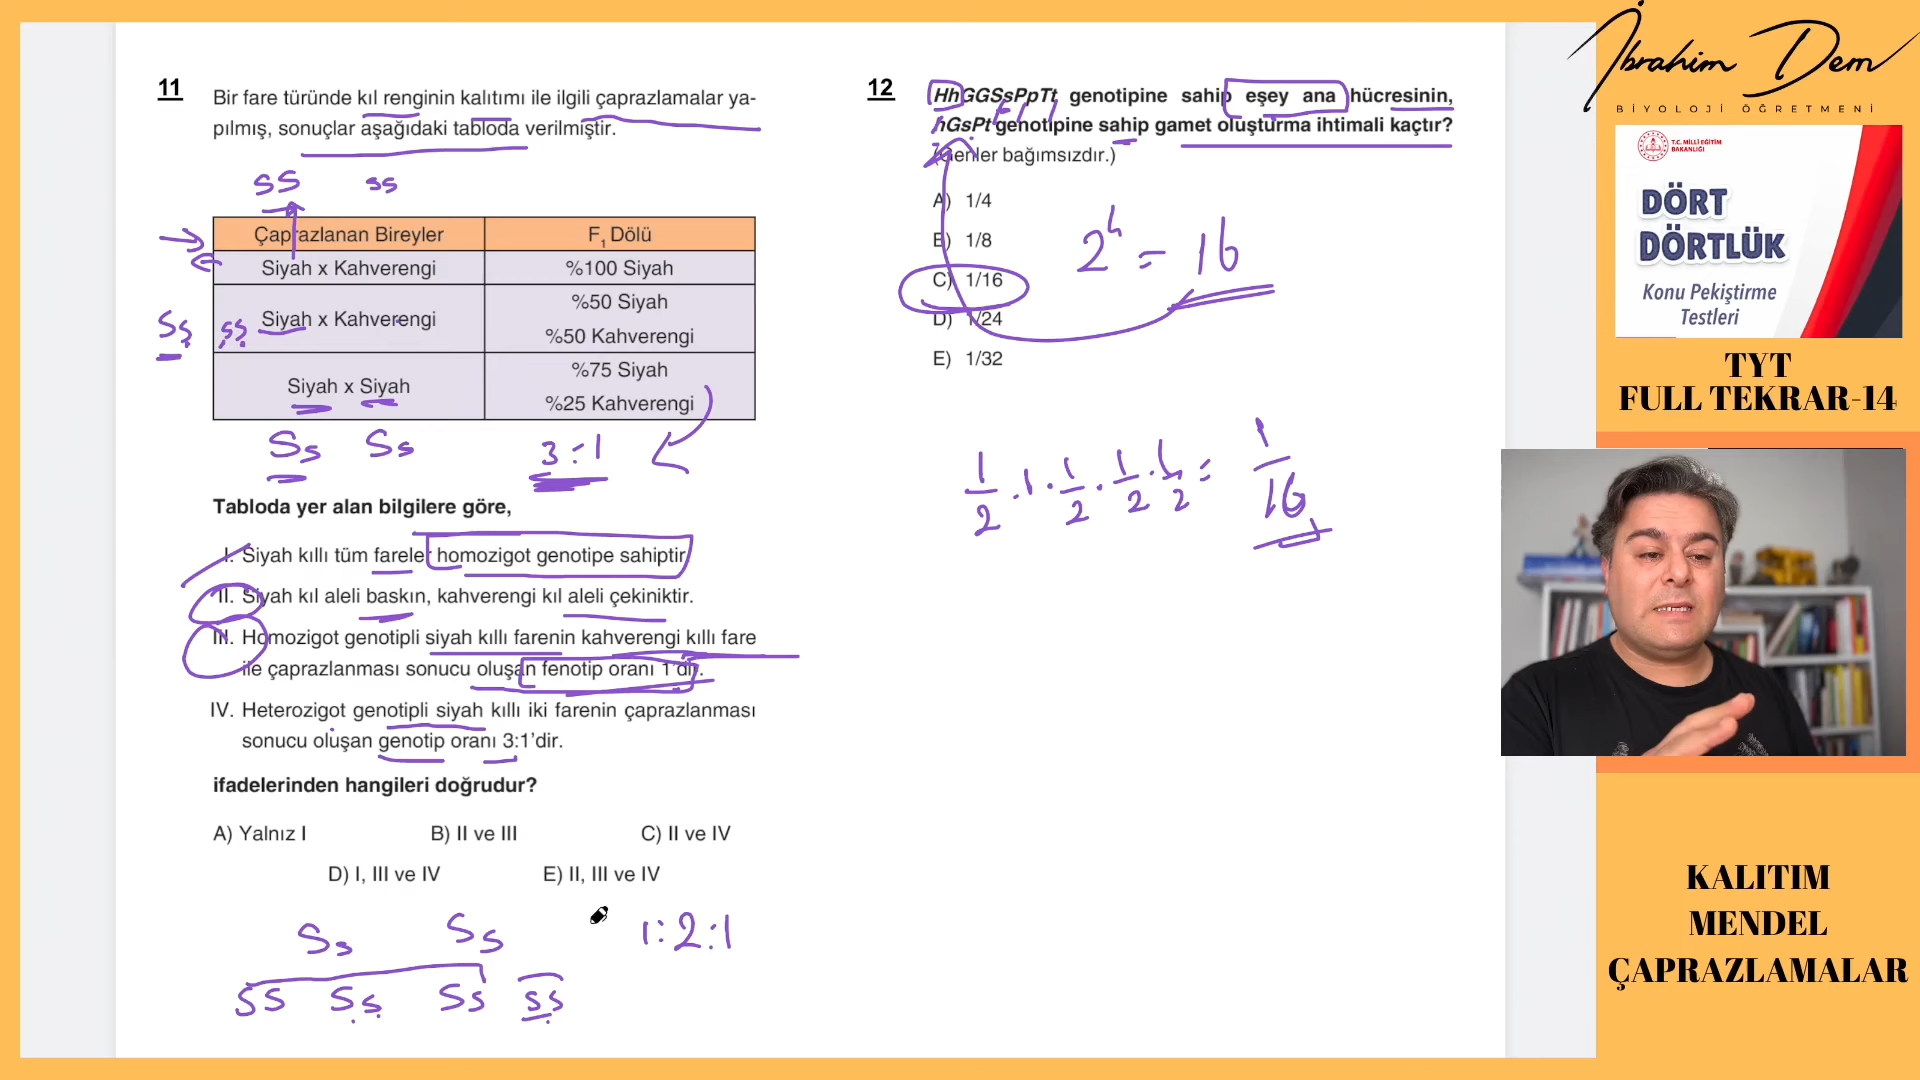 11
Bir fare türünde kıl renginin kalıtımı ile ilgili çaprazlamalar ya-
pılmış, sonuçlar aşağıdaki tabloda verilmiştir.
SS ss
Çaprazlanan Bireyler F1 Dölü
Siyah x Kahverengi %100 Siyah
Ss ss Siyah x Kahverengi %50 Siyah
%50 Kahverengi
Siyah x Siyah %75 Siyah
%25 Kahverengi
Ss Ss 3:1
Tabloda yer alan bilgilere göre,
I. Siyah kıllı tüm fareler homozigot genotipe sahiptir.
II. Siyah kıl aleli baskın, kahverengi kıl aleli çekiniktir.
III. Homozigot genotipli siyah kıllı farenin kahverengi kıllı fare
ile çaprazlanması sonucu oluşan fenotip oranı 1'dir.
IV. Heterozigot genotipli siyah kıllı iki farenin çaprazlanması
sonucu oluşan genotip oranı 3:1'dir.
ifadelerinden hangileri doğrudur?
A) Yalnız I B) II ve III C) II ve IV
D) I, III ve IV E) II, III ve IV
Ss Ss 1:2:1
SS Ss Ss ss
12
HhGGSsPpTt genotipine sahip eşey ana hücresinin,
hGsPt genotipine sahip gamet oluşturma ihtimali kaçtır?
(Genler bağımsızdır.)
A) 1/4
B) 1/8
C) 1/16
D) 1/24
E) 1/32
2^4 = 16
1/2 . 1 . 1/2 . 1/2 . 1/2 = 1/16
İbrahim Dem
BİYOLOJİ ÖĞRETMENİ
T.C. MİLLÎ EĞİTİM
BAKANLIĞI
DÖRT
DÖRTLÜK
Konu Pekiştirme
Testleri
TYT
FULL TEKRAR-14
KALITIM
MENDEL
ÇAPRAZLAMALAR